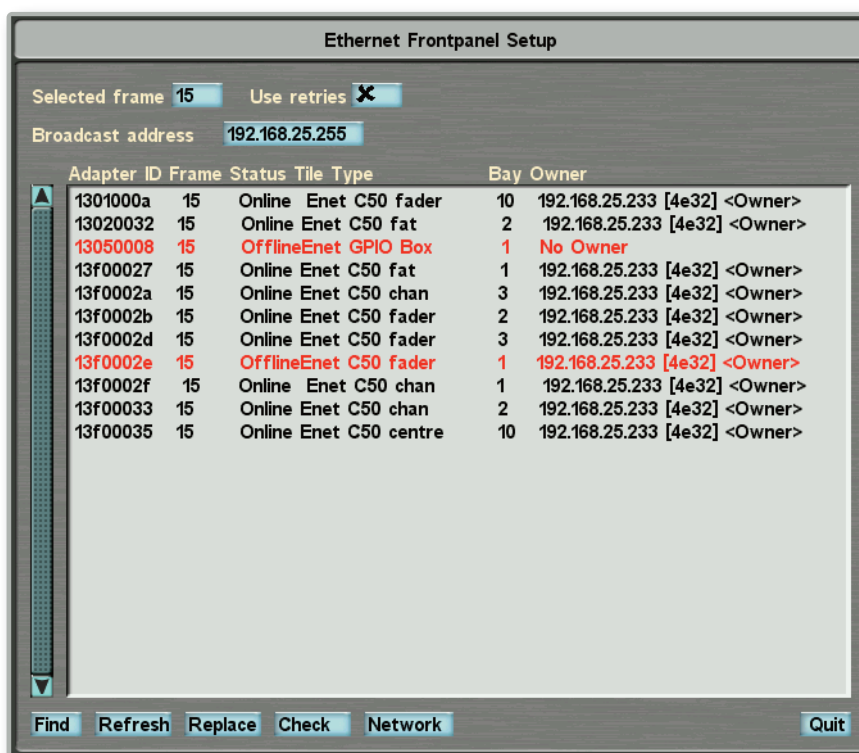 Ethernet Frontpanel Setup
Selected frame 15 Use retries ✕
Broadcast address 192.168.25.255
Adapter ID Frame Status Tile Type Bay Owner
1301000a 15 Online Enet C50 fader 10 192.168.25.233 [4e32] <Owner>
13020032 15 Online Enet C50 fat 2 192.168.25.233 [4e32] <Owner>
13050008 15 OfflineEnet GPIO Box 1 No Owner
13f00027 15 Online Enet C50 fat 1 192.168.25.233 [4e32] <Owner>
13f0002a 15 Online Enet C50 chan 3 192.168.25.233 [4e32] <Owner>
13f0002b 15 Online Enet C50 fader 2 192.168.25.233 [4e32] <Owner>
13f0002d 15 Online Enet C50 fader 3 192.168.25.233 [4e32] <Owner>
13f0002e 15 OfflineEnet C50 fader 1 192.168.25.233 [4e32] <Owner>
13f0002f 15 Online Enet C50 chan 1 192.168.25.233 [4e32] <Owner>
13f00033 15 Online Enet C50 chan 2 192.168.25.233 [4e32] <Owner>
13f00035 15 Online Enet C50 centre 10 192.168.25.233 [4e32] <Owner>
Find Refresh Replace Check Network Quit